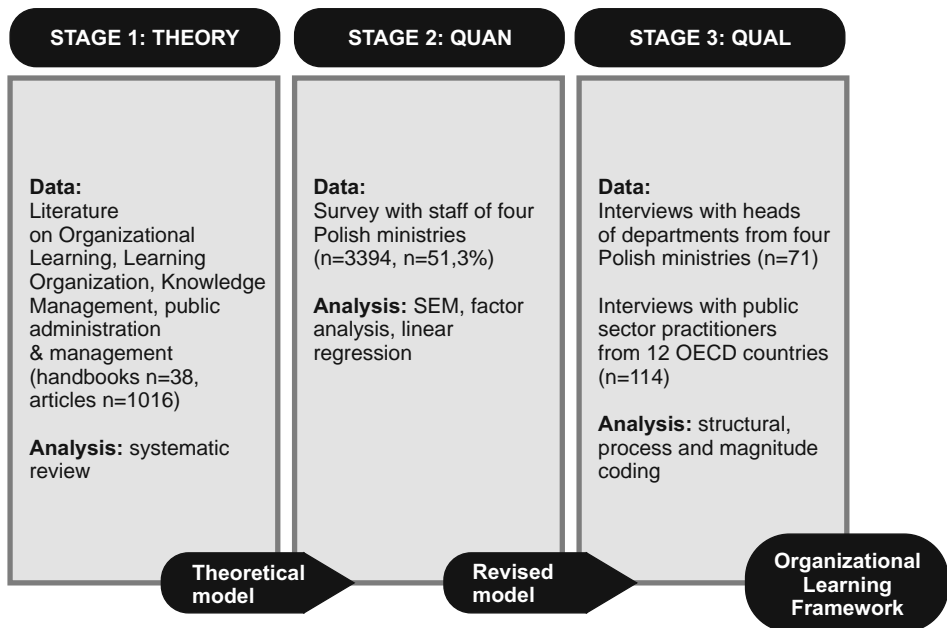 STAGE 1: THEORY
Data:
Literature
on Organizational
Learning, Learning
Organization, Knowledge
Management, public
administration
& management
(handbooks n=38,
articles n=1016)
Analysis: systematic
review
Theoretical
model
STAGE 2: QUAN
Data:
Survey with staff of four
Polish ministries
(n=3394, n=51,3%)
Analysis: SEM, factor
analysis, linear
regression
Revised
model
STAGE 3: QUAL
Data:
Interviews with heads
of departments from four
Polish ministries (n=71)
Interviews with public
sector practitioners
from 12 OECD countries
(n=114)
Analysis: structural,
process and magnitude
coding
Organizational
Learning
Framework